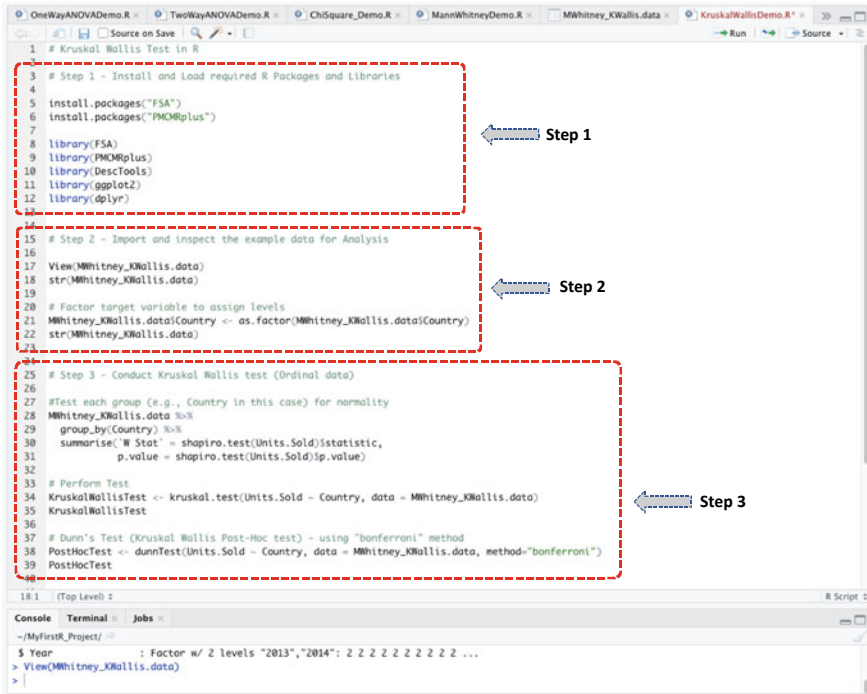 OneWayANOVADemo.R × TwoWayANOVADemo.R × ChiSquare_Demo.R × MannWhitneyDemo.R × MWhitney_KWallis.data × KruskalWallisDemo.R* ×
Source on Save Run Source
1 # Kruskal Wallis Test in R
2
3 # Step 1 - Install and Load required R Packages and Libraries
4
5 install.packages("FSA")
6 install.packages("PMCMRplus")
7
8 library(FSA)
9 library(PMCMRplus)
10 library(DescTools)
11 library(ggplot2)
12 library(dplyr)
13
14
15 # Step 2 - Import and inspect the example data for Analysis
16
17 View(MWhitney_KWallis.data)
18 str(MWhitney_KWallis.data)
19
20 # Factor target variable to assign levels
21 MWhitney_KWallis.data$Country <- as.factor(MWhitney_KWallis.data$Country)
22 str(MWhitney_KWallis.data)
23
24
25 # Step 3 - Conduct Kruskal Wallis test (Ordinal data)
26
27 #Test each group (e.g., Country in this case) for normality
28 MWhitney_KWallis.data %>%
29 group_by(Country) %>%
30 summarise(`W Stat` = shapiro.test(Units.Sold)$statistic,
31 p.value = shapiro.test(Units.Sold)$p.value)
32
33 # Perform Test
34 KruskalWallisTest <- kruskal.test(Units.Sold ~ Country, data = MWhitney_KWallis.data)
35 KruskalWallisTest
36
37 # Dunn's Test (Kruskal Wallis Post-Hoc test) - using "bonferroni" method
38 PostHocTest <- dunnTest(Units.Sold ~ Country, data = MWhitney_KWallis.data, method="bonferroni")
39 PostHocTest
40
Step 1
Step 2
Step 3
18:1 (Top Level) R Script
Console Terminal × Jobs ×
~/MyFirstR_Project/
$ Year : Factor w/ 2 levels "2013","2014": 2 2 2 2 2 2 2 2 2 2 ...
> View(MWhitney_KWallis.data)
>